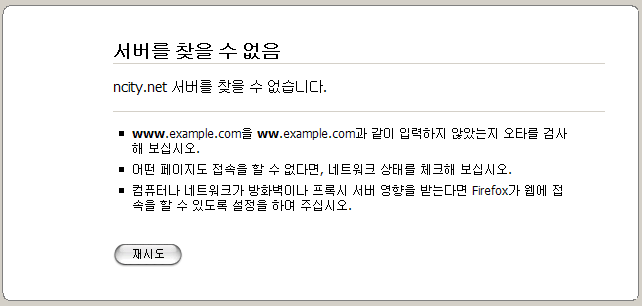 서버를 찾을 수 없음
ncity.net 서버를 찾을 수 없습니다.
www.example.com을 ww.example.com과 같이 입력하지 않았는지 오타를 검사
해 보십시오.
어떤 페이지도 접속을 할 수 없다면, 네트워크 상태를 체크해 보십시오.
컴퓨터나 네트워크가 방화벽이나 프록시 서버 영향을 받는다면 Firefox가 웹에 접
속을 할 수 있도록 설정을 하여 주십시오.
재시도